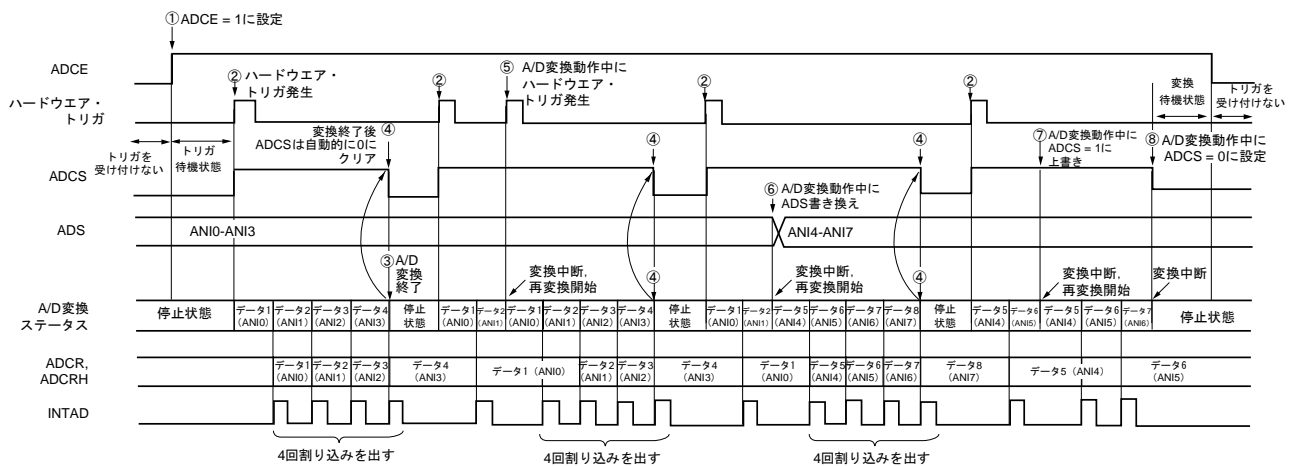 ①ADCE = 1に設定
ADCE
②ハードウエア・
トリガ発生
②
⑤ A/D変換動作中に
ハードウエア・
トリガ発生
②
②
変換
待機状態
トリガを
受け付けない
ハードウエア・
トリガ
トリガを
受け付けない
トリガ
待機状態
変換終了後
ADCSは自動的に0に
クリア
④
④
④
⑦A/D変換動作中に
ADCS = 1に
上書き
⑧A/D変換動作中に
ADCS = 0に設定
ADCS
⑥ A/D変換動作中に
ADS書き換え
ADS
ANI0-ANI3
ANI4-ANI7
③A/D
変換
終了
変換中断,
再変換開始
④
変換中断,
再変換開始
④
変換中断,
再変換開始
変換中断
A/D変換
ステータス
停止状態
データ1
(ANI0)
データ2
(ANI1)
データ3
(ANI2)
データ4
(ANI3)
停止
状態
データ1
(ANI0)
データ2
(ANI1)
データ1
(ANI0)
データ2
(ANI1)
データ3
(ANI2)
データ4
(ANI3)
停止
状態
データ1
(ANI0)
データ2
(ANI1)
データ5
(ANI4)
データ6
(ANI5)
データ7
(ANI6)
データ8
(ANI7)
停止
状態
データ5
(ANI4)
データ6
(ANI5)
データ5
(ANI4)
データ6
(ANI5)
データ7
(ANI6)
停止状態
ADCR,
ADCRH
データ1
(ANI0)
データ2
(ANI1)
データ3
(ANI2)
データ4
(ANI3)
データ1 (ANI0)
データ2
(ANI1)
データ3
(ANI2)
データ4
(ANI3)
データ1
(ANI0)
データ5
(ANI4)
データ6
(ANI5)
データ7
(ANI6)
データ8
(ANI7)
データ5 (ANI4)
データ6
(ANI5)
INTAD
4回割り込みを出す
4回割り込みを出す
4回割り込みを出す